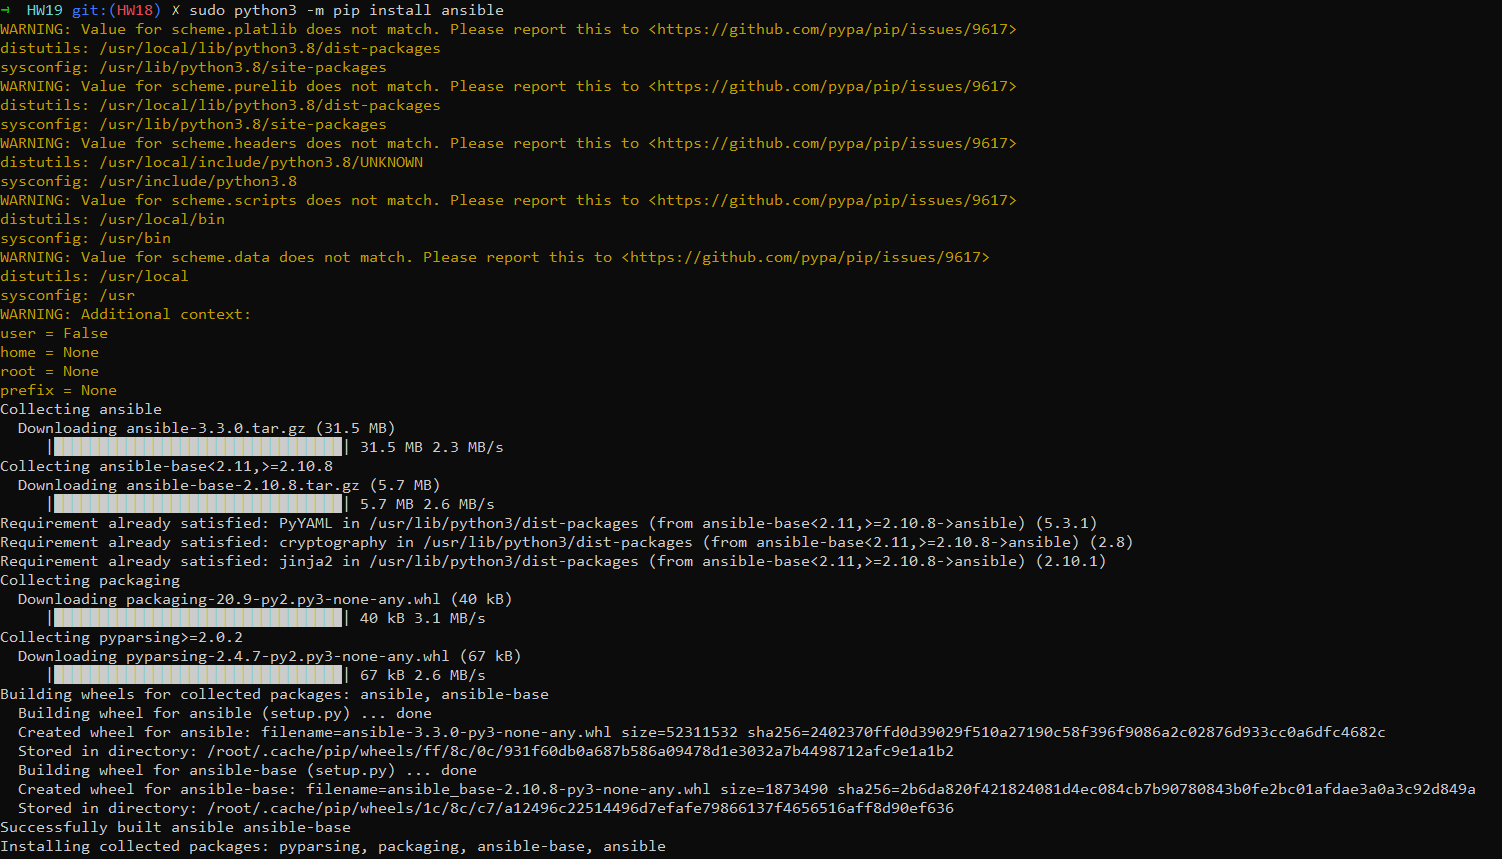 → HW19 git:(HW18) ✗ sudo python3 -m pip install ansible
WARNING: Value for scheme.platlib does not match. Please report this to <https://github.com/pypa/pip/issues/9617>
distutils: /usr/local/lib/python3.8/dist-packages
sysconfig: /usr/lib/python3.8/site-packages
WARNING: Value for scheme.purelib does not match. Please report this to <https://github.com/pypa/pip/issues/9617>
distutils: /usr/local/lib/python3.8/dist-packages
sysconfig: /usr/lib/python3.8/site-packages
WARNING: Value for scheme.headers does not match. Please report this to <https://github.com/pypa/pip/issues/9617>
distutils: /usr/local/include/python3.8/UNKNOWN
sysconfig: /usr/include/python3.8
WARNING: Value for scheme.scripts does not match. Please report this to <https://github.com/pypa/pip/issues/9617>
distutils: /usr/local/bin
sysconfig: /usr/bin
WARNING: Value for scheme.data does not match. Please report this to <https://github.com/pypa/pip/issues/9617>
distutils: /usr/local
sysconfig: /usr
WARNING: Additional context:
user = False
home = None
root = None
prefix = None
Collecting ansible
  Downloading ansible-3.3.0.tar.gz (31.5 MB)
     |████████████████████████████████| 31.5 MB 2.3 MB/s
Collecting ansible-base<2.11,>=2.10.8
  Downloading ansible-base-2.10.8.tar.gz (5.7 MB)
     |████████████████████████████████| 5.7 MB 2.6 MB/s
Requirement already satisfied: PyYAML in /usr/lib/python3/dist-packages (from ansible-base<2.11,>=2.10.8->ansible) (5.3.1)
Requirement already satisfied: cryptography in /usr/lib/python3/dist-packages (from ansible-base<2.11,>=2.10.8->ansible) (2.8)
Requirement already satisfied: jinja2 in /usr/lib/python3/dist-packages (from ansible-base<2.11,>=2.10.8->ansible) (2.10.1)
Collecting packaging
  Downloading packaging-20.9-py2.py3-none-any.whl (40 kB)
     |████████████████████████████████| 40 kB 3.1 MB/s
Collecting pyparsing>=2.0.2
  Downloading pyparsing-2.4.7-py2.py3-none-any.whl (67 kB)
     |████████████████████████████████| 67 kB 2.6 MB/s
Building wheels for collected packages: ansible, ansible-base
  Building wheel for ansible (setup.py) ... done
  Created wheel for ansible: filename=ansible-3.3.0-py3-none-any.whl size=52311532 sha256=2402370ffd0d39029f510a27190c58f396f9086a2c02876d933cc0a6dfc4682c
  Stored in directory: /root/.cache/pip/wheels/ff/8c/0c/931f60db0a687b586a09478d1e3032a7b4498712afc9e1a1b2
  Building wheel for ansible-base (setup.py) ... done
  Created wheel for ansible-base: filename=ansible_base-2.10.8-py3-none-any.whl size=1873490 sha256=2b6da820f421824081d4ec084cb7b90780843b0fe2bc01afdae3a0a3c92d849a
  Stored in directory: /root/.cache/pip/wheels/1c/8c/c7/a12496c22514496d7efafe79866137f4656516aff8d90ef636
Successfully built ansible ansible-base
Installing collected packages: pyparsing, packaging, ansible-base, ansible